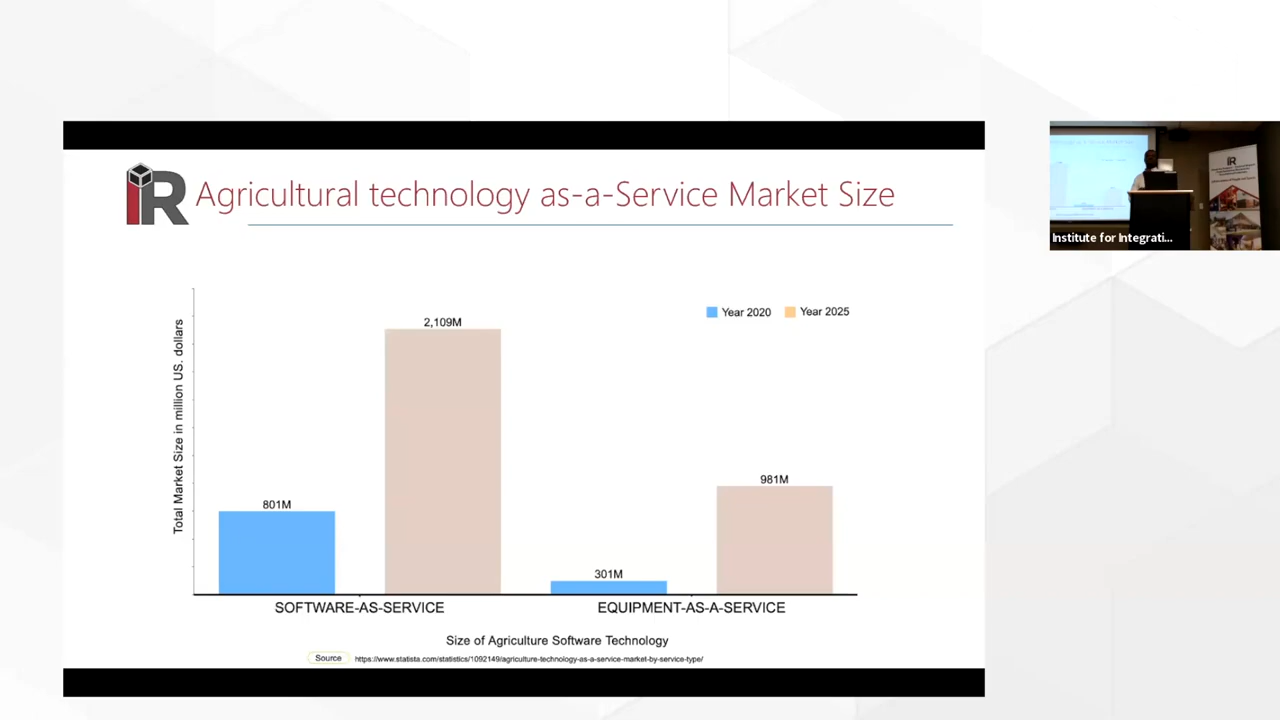 IR Agricultural technology as-a-Service Market Size
Year 2020 Year 2025
Total Market Size in million US. dollars
801M
2,109M
301M
981M
SOFTWARE-AS-SERVICE
EQUIPMENT-AS-A-SERVICE
Size of Agriculture Software Technology
Source https://www.statista.com/statistics/1092149/agriculture-technology-as-a-service-market-by-service-type/
IR
Institute for Integrati...